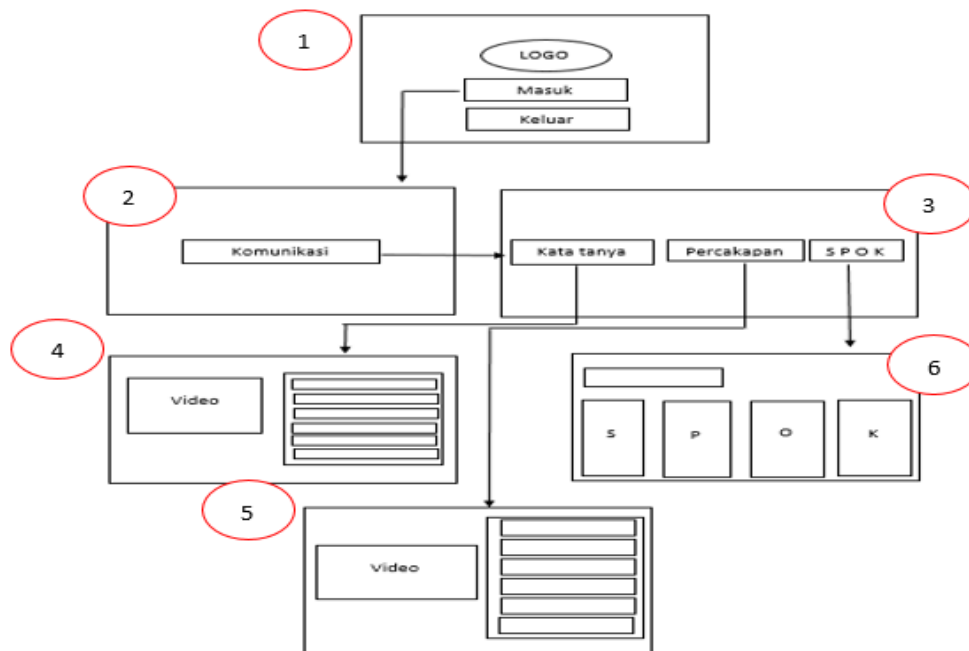 1
LOGO
Masuk
Keluar
2
Komunikasi
3
Kata tanya
Percakapan
S P O K
4
Video
6
S
P
O
K
5
Video